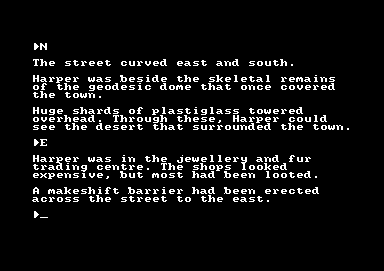 ▶N
The street curved east and south.
Harper was beside the skeletal remains
of the geodesic dome that once covered
the town.
Huge shards of plastiglass towered
overhead. Through these, Harper could
see the desert that surrounded the town.
▶E
Harper was in the jewellery and fur
trading centre. The shops looked
expensive, but most had been looted.
A makeshift barrier had been erected
across the street to the east.
▶_